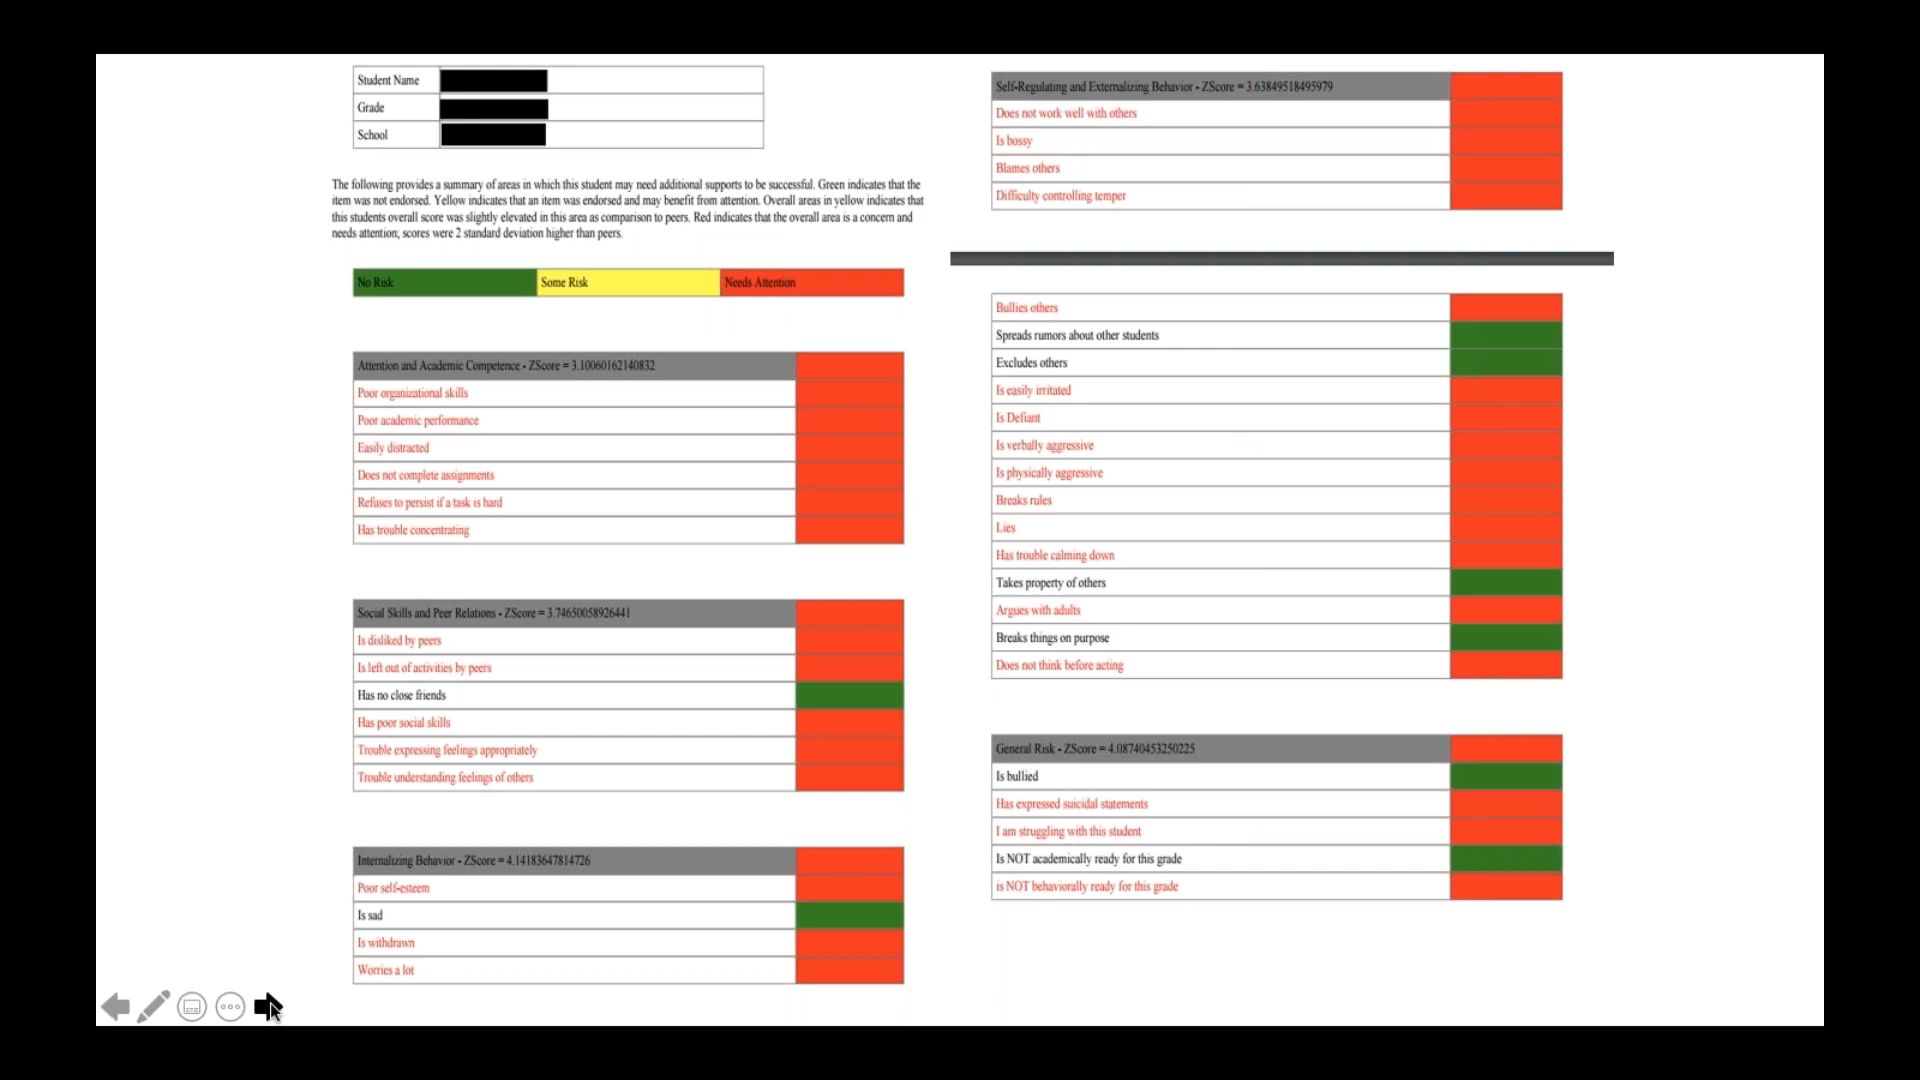 Student Name
Grade
School
The following provides a summary of areas in which this student may need additional supports to be successful. Green indicates that the
item was not endorsed. Yellow indicates that an item was endorsed and may benefit from attention. Overall areas in yellow indicates that
this students overall score was slightly elevated in this area as comparison to peers. Red indicates that the overall area is a concern and
needs attention; scores were 2 standard deviation higher than peers.
No Risk
Some Risk
Needs Attention
Attention and Academic Competence - ZScore = 3.10060162140832
Poor organizational skills
Poor academic performance
Easily distracted
Does not complete assignments
Refuses to persist if a task is hard
Has trouble concentrating
Social Skills and Peer Relations - ZScore = 3.74650058926441
Is disliked by peers
Is left out of activities by peers
Has no close friends
Has poor social skills
Trouble expressing feelings appropriately
Trouble understanding feelings of others
Internalizing Behavior - ZScore = 4.14183647814726
Poor self-esteem
Is sad
Is withdrawn
Worries a lot
Self-Regulating and Externalizing Behavior - ZScore = 3.63849518495979
Does not work well with others
Is bossy
Blames others
Difficulty controlling temper
Bullies others
Spreads rumors about other students
Excludes others
Is easily irritated
Is Defiant
Is verbally aggressive
Is physically aggressive
Breaks rules
Lies
Has trouble calming down
Takes property of others
Argues with adults
Breaks things on purpose
Does not think before acting
General Risk - ZScore = 4.08740453250225
Is bullied
Has expressed suicidal statements
I am struggling with this student
Is NOT academically ready for this grade
is NOT behaviorally ready for this grade